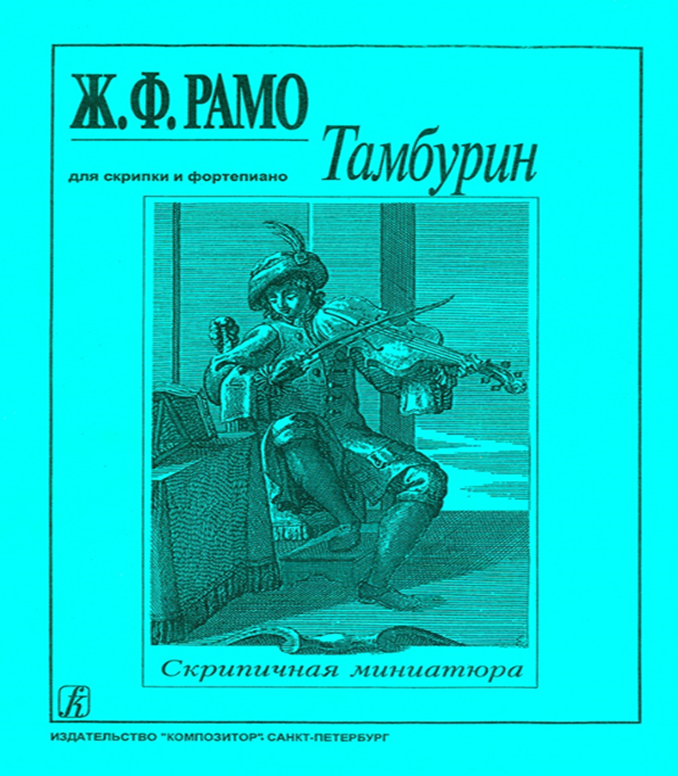 Ж.Ф. РАМО
Тамбурин
для скрипки и фортепиано
Скрипичная миниатюра
ИЗДАТЕЛЬСТВО "КОМПОЗИТОР"- САНКТ-ПЕТЕРБУРГ